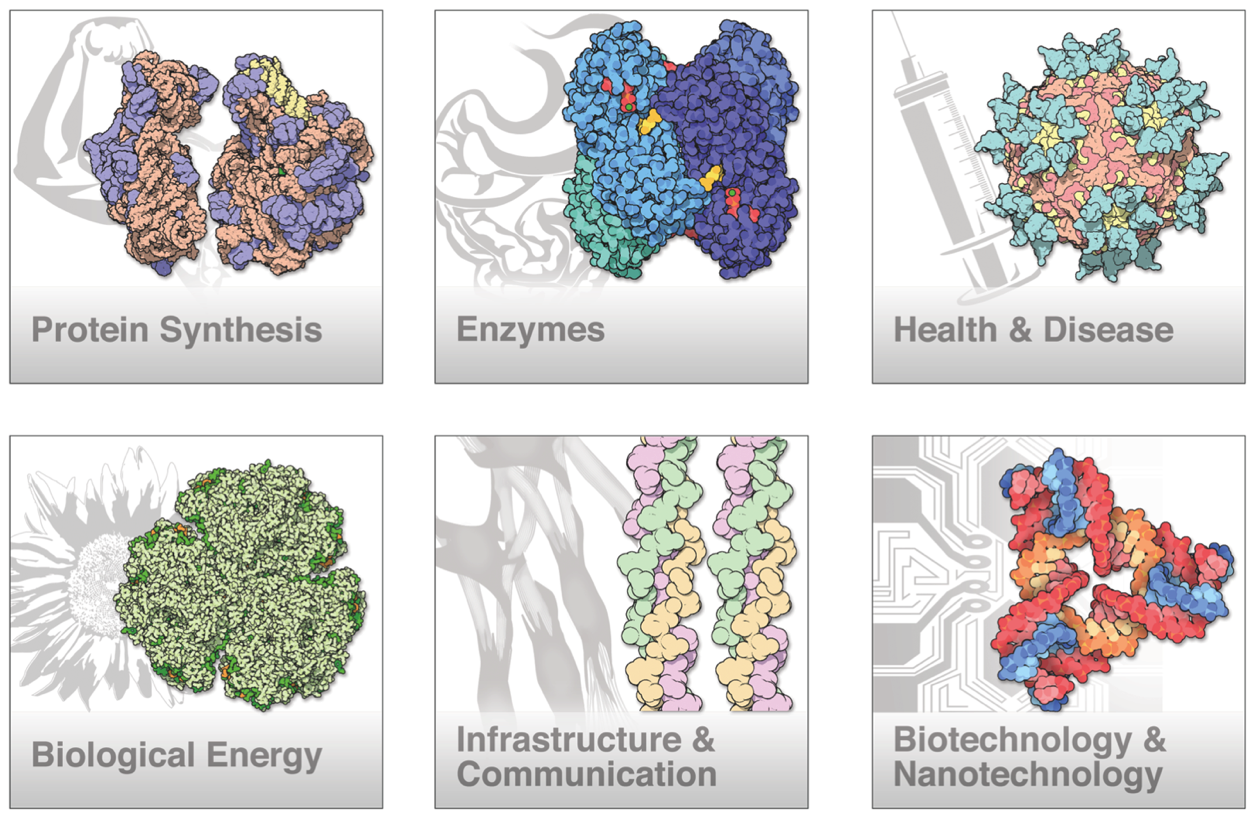 Protein Synthesis
Enzymes
Health & Disease
Biological Energy
Infrastructure &
Communication
Biotechnology &
Nanotechnology